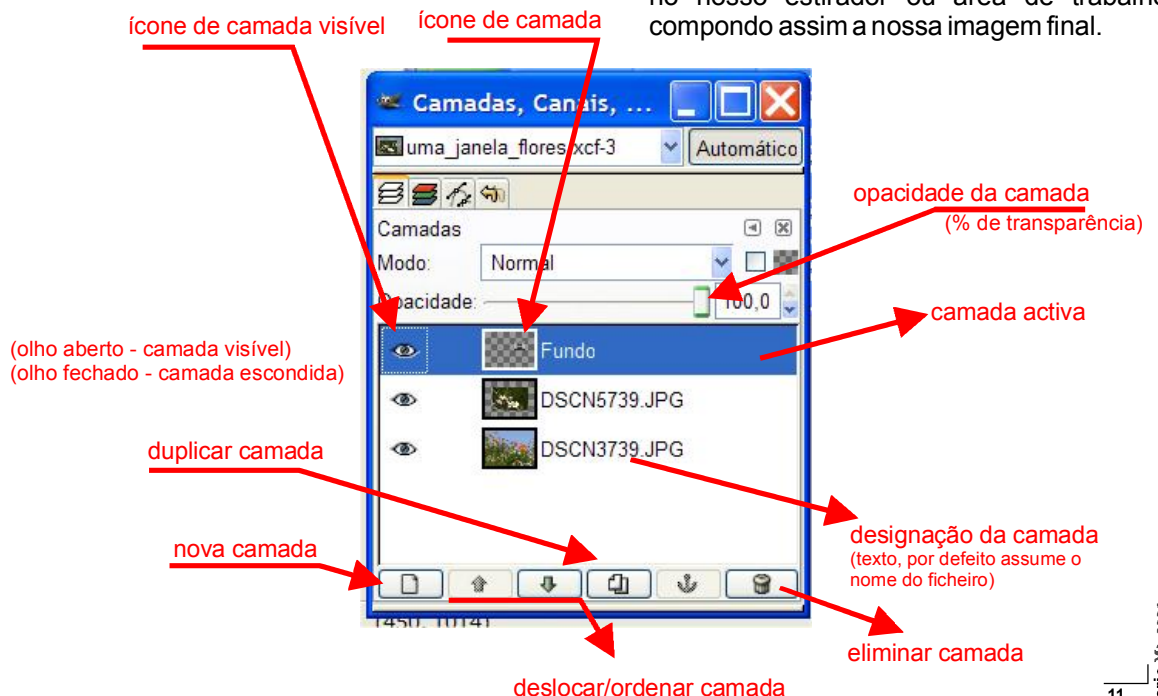 compondo assim a nossa imagem final.
ícone de camada visível
ícone de camada
Camadas, Canais, ...
uma_janela_flores.xcf-3
Automático
Camadas
Modo:
Normal
Opacidade:
100,0
opacidade da camada
(% de transparência)
camada activa
(olho aberto - camada visível)
(olho fechado - camada escondida)
Fundo
DSCN5739.JPG
DSCN3739.JPG
duplicar camada
nova camada
designação da camada
(texto, por defeito assume o
nome do ficheiro)
eliminar camada
deslocar/ordenar camada
11